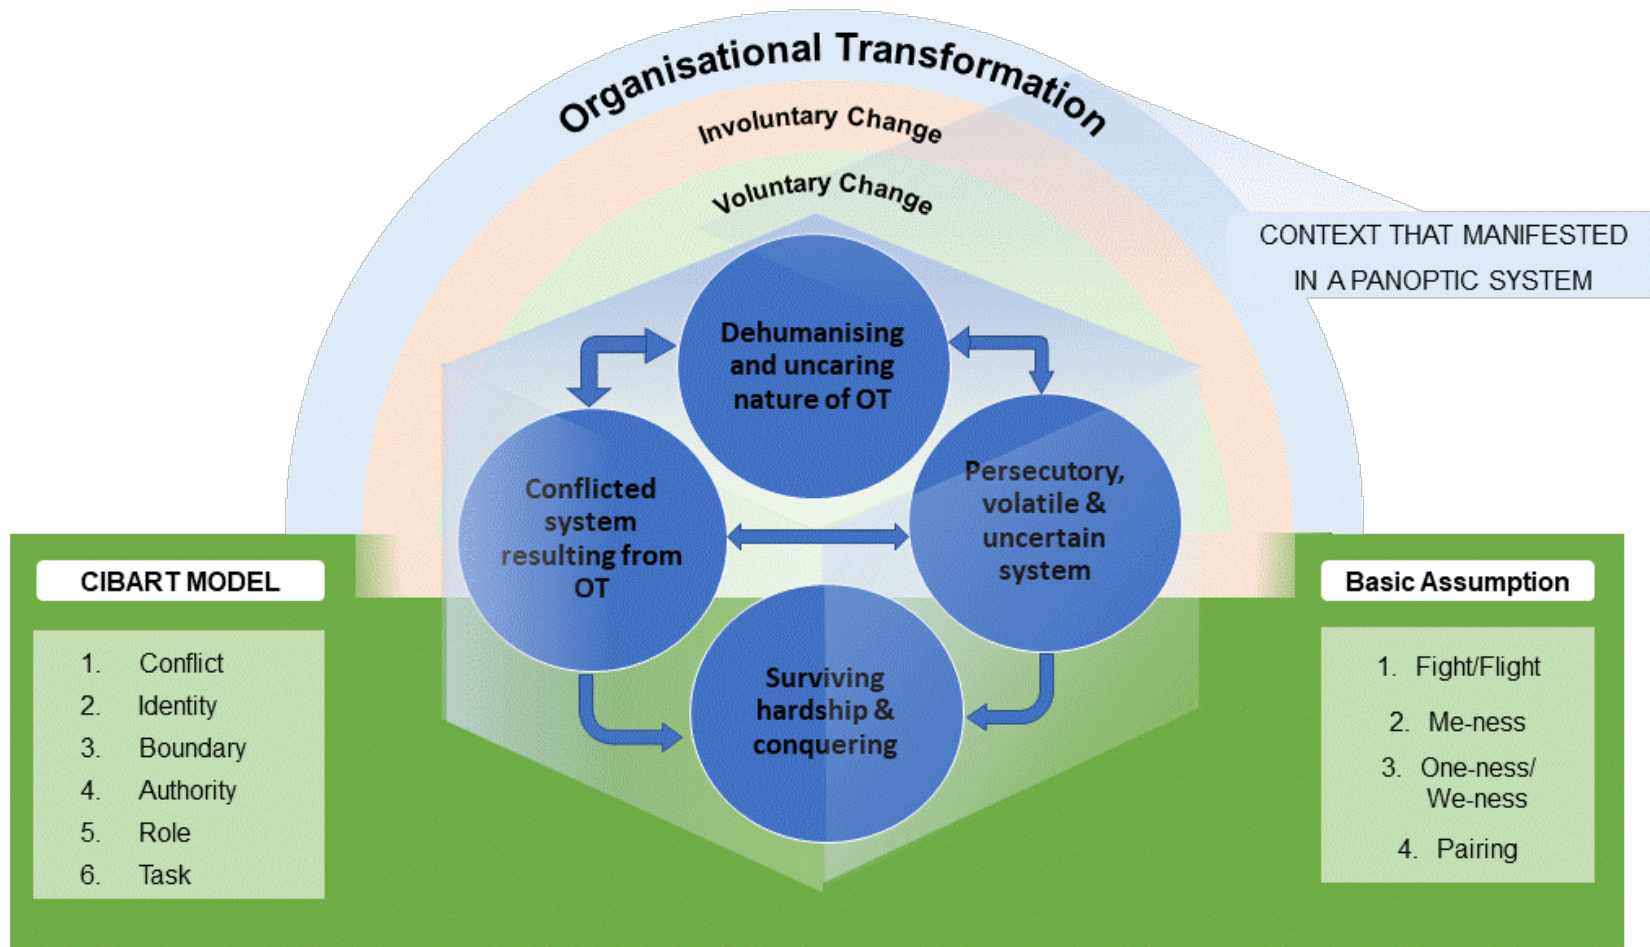 Organisational Transformation
Involuntary Change
Voluntary Change
CONTEXT THAT MANIFESTED
IN A PANOPTIC SYSTEM
Dehumanising
and uncaring
nature of OT
Conflicted
system
resulting from
OT
Persecutory,
volatile &
uncertain
system
Surviving
hardship &
conquering
CIBART MODEL
1. Conflict
2. Identity
3. Boundary
4. Authority
5. Role
6. Task
Basic Assumption
1. Fight/Flight
2. Me-ness
3. One-ness/
We-ness
4. Pairing